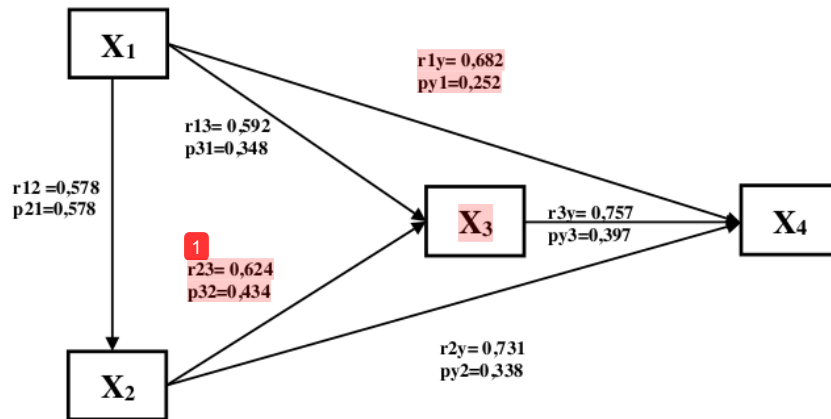 X1
r1y= 0,682
py1=0,252
r13= 0,592
p31=0,348
r12 =0,578
p21=0,578
X3
r3y= 0,757
py3=0,397
X4
1
r23= 0,624
p32=0,434
r2y= 0,731
py2=0,338
X2